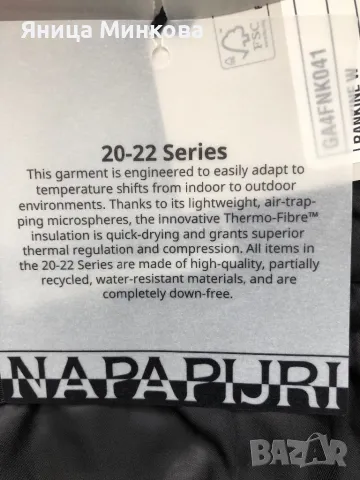 Яница Минкова
FSC
GA4FNK041
RANKINE W
20-22 Series
This garment is engineered to easily adapt to
temperature shifts from indoor to outdoor
environments. Thanks to its lightweight, air-trap-
ping microspheres, the innovative Thermo-Fibre™
insulation is quick-drying and grants superior
thermal regulation and compression. All items in
the 20-22 Series are made of high-quality, partially
recycled, water-resistant materials, and are
completely down-free.
NAPAPIJRI
BAZAR